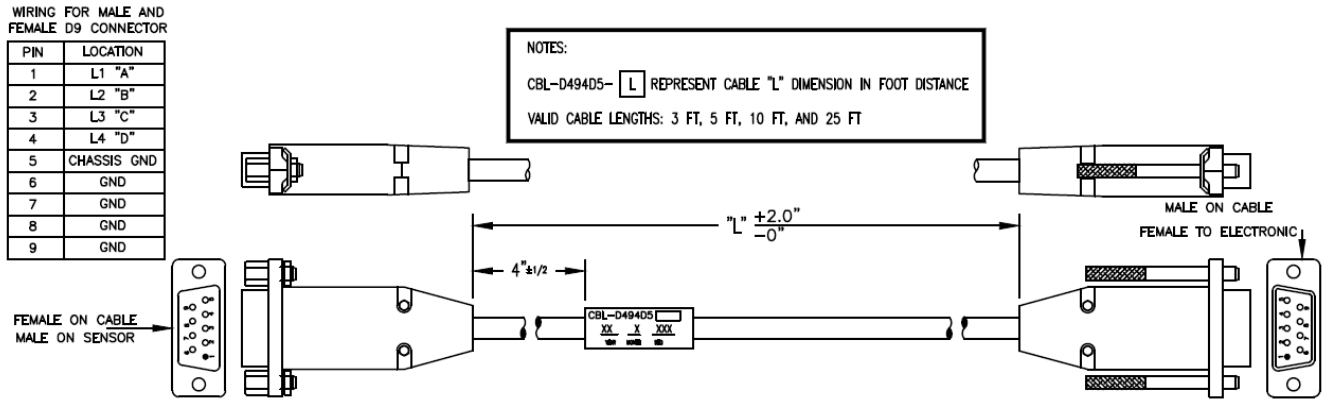 WIRING FOR MALE AND
FEMALE D9 CONNECTOR
PIN LOCATION
1 L1 "A"
2 L2 "B"
3 L3 "C"
4 L4 "D"
5 CHASSIS GND
6 GND
7 GND
8 GND
9 GND
NOTES:
CBL-D494D5- L REPRESENT CABLE "L" DIMENSION IN FOOT DISTANCE
VALID CABLE LENGTHS: 3 FT, 5 FT, 10 FT, AND 25 FT
MALE ON CABLE
FEMALE TO ELECTRONIC
"L" +2.0"
-0"
4"±1/2
FEMALE ON CABLE
MALE ON SENSOR
CBL-D494D5
XX X XXX